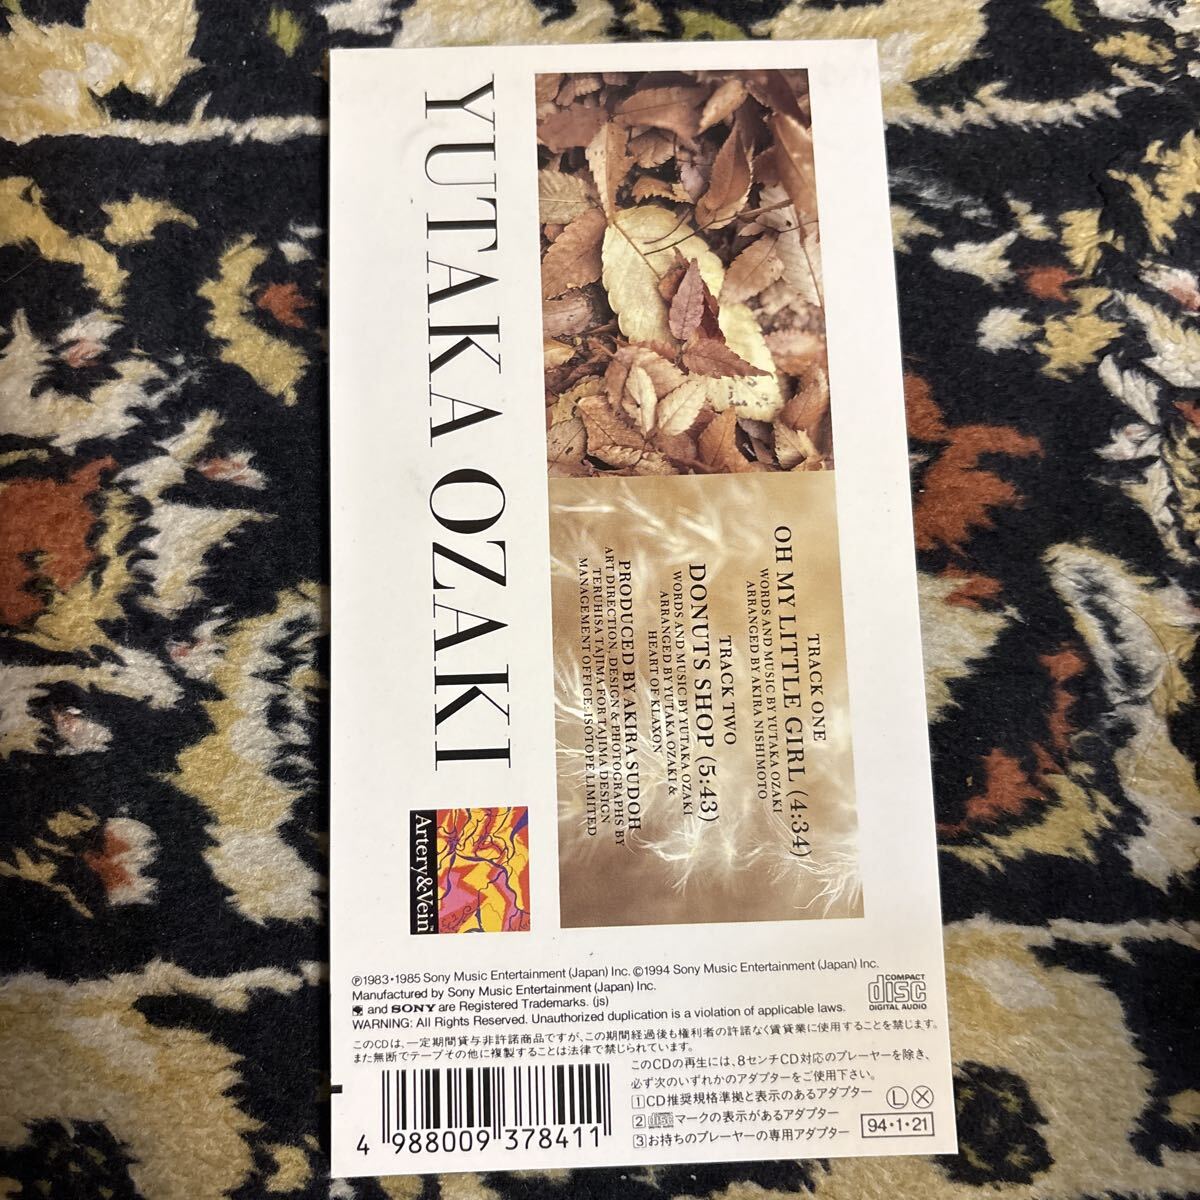 YUTAKA OZAKI
TRACK ONE
OH MY LITTLE GIRL (4:34)
WORDS AND MUSIC BY YUTAKA OZAKI
ARRANGED BY AKIRA NISHIMOTO
TRACK TWO
DONUTS SHOP (5:43)
WORDS AND MUSIC BY YUTAKA OZAKI
ARRANGED BY YUTAKA OZAKI &
HEART OF KLAXON
PRODUCED BY AKIRA SUDOH
ART DIRECTION, DESIGN & PHOTOGRAPHS BY
TERUHISA TAJIMA FOR TAJIMA DESIGN
MANAGEMENT OFFICE: ISOTOPE LIMITED
Artery&Vein™
Ⓟ1983・1985 Sony Music Entertainment (Japan) Inc. ©1994 Sony Music Entertainment (Japan) Inc.
Manufactured by Sony Music Entertainment (Japan) Inc.
and SONY are Registered Trademarks. (js)
WARNING: All Rights Reserved. Unauthorized duplication is a violation of applicable laws.
COMPACT
disc
DIGITAL AUDIO
このCDは、一定期間貸与非許諾商品ですが、この期間経過後も権利者の許諾なく賃貸業に使用することを禁じます。
また無断でテープその他に複製することは法律で禁じられています。
このCDの再生には、8センチCD対応のプレーヤーを除き、
必ず次のいずれかのアダプターをご使用下さい。
1 CD推奨規格準拠と表示のあるアダプター
2 disc マークの表示があるアダプター
3 お持ちのプレーヤーの専用アダプター
Ⓛ Ⓧ
94・1・21
4 988009 378411